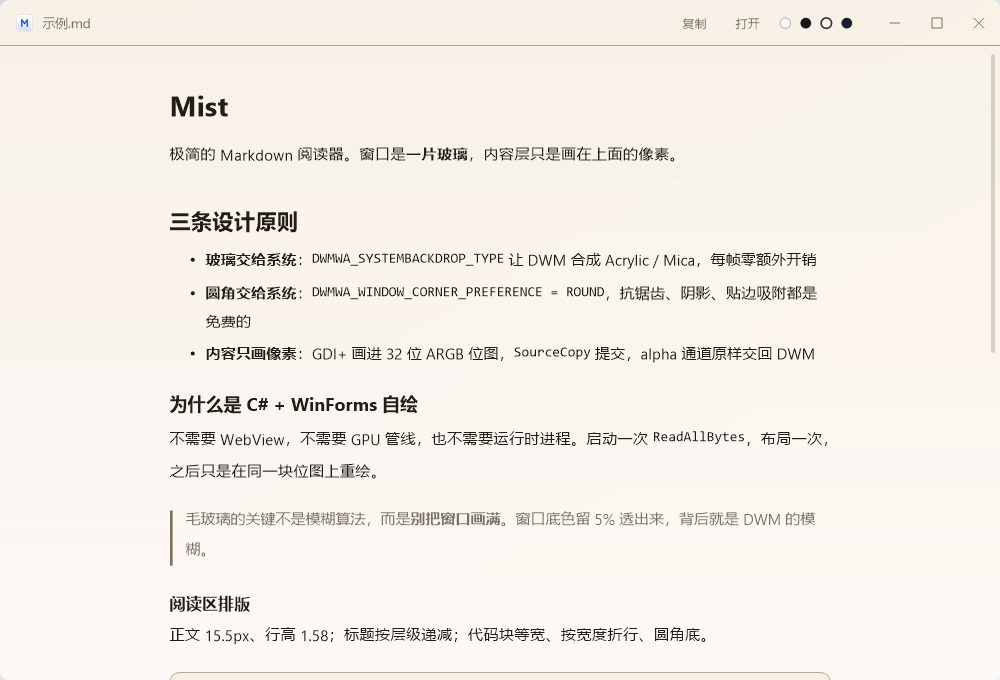 M 示例.md 复制 打开
Mist
极简的 Markdown 阅读器。窗口是一片玻璃，内容层只是画在上面的像素。
三条设计原则
• 玻璃交给系统：DWMWA_SYSTEMBACKDROP_TYPE 让 DWM 合成 Acrylic / Mica，每帧零额外开销
• 圆角交给系统：DWMWA_WINDOW_CORNER_PREFERENCE = ROUND，抗锯齿、阴影、贴边吸附都是
免费的
• 内容只画像素：GDI+ 画进 32 位 ARGB 位图，SourceCopy 提交，alpha 通道原样交回 DWM
为什么是 C# + WinForms 自绘
不需要 WebView，不需要 GPU 管线，也不需要运行时进程。启动一次 ReadAllBytes，布局一次，
之后只是在同一块位图上重绘。
毛玻璃的关键不是模糊算法，而是别把窗口画满。窗口底色留 5% 透出来，背后就是 DWM 的模
糊。
阅读区排版
正文 15.5px、行高 1.58；标题按层级递减；代码块等宽、按宽度折行、圆角底。